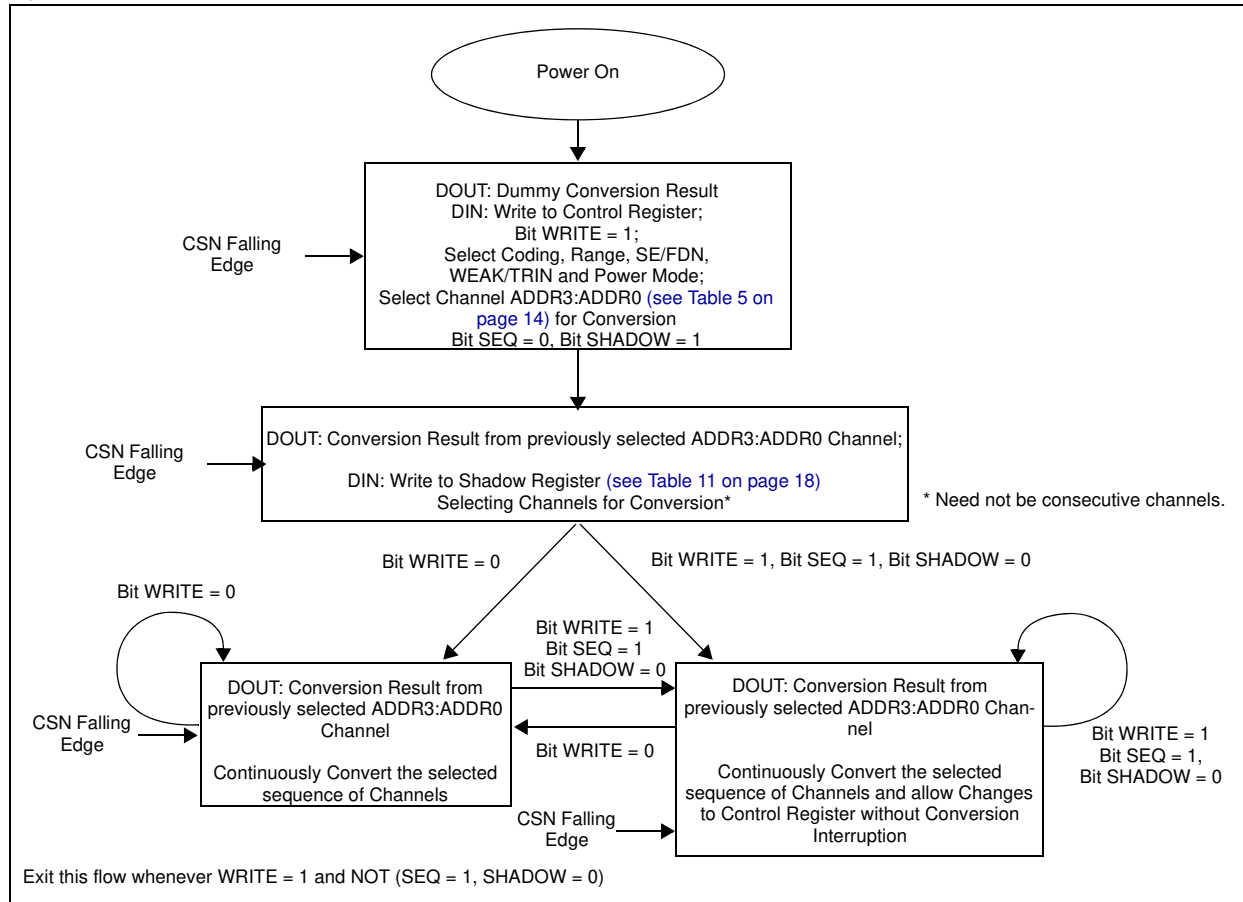 Power On
DOUT: Dummy Conversion Result
DIN: Write to Control Register;
Bit WRITE = 1;
Select Coding, Range, SE/FDN,
WEAK/TRIN and Power Mode;
Select Channel ADDR3:ADDR0 (see Table 5 on
page 14) for Conversion
Bit SEQ = 0, Bit SHADOW = 1
CSN Falling
Edge
DOUT: Conversion Result from previously selected ADDR3:ADDR0 Channel;
DIN: Write to Shadow Register (see Table 11 on page 18)
Selecting Channels for Conversion*
CSN Falling
Edge
* Need not be consecutive channels.
Bit WRITE = 0
Bit WRITE = 1, Bit SEQ = 1, Bit SHADOW = 0
Bit WRITE = 0
Bit WRITE = 1
Bit SEQ = 1
Bit SHADOW = 0
DOUT: Conversion Result from
previously selected ADDR3:ADDR0
Channel
Continuously Convert the selected
sequence of Channels
CSN Falling
Edge
Bit WRITE = 0
DOUT: Conversion Result from
previously selected ADDR3:ADDR0 Chan-
nel
Continuously Convert the selected
sequence of Channels and allow Changes
to Control Register without Conversion
Interruption
Bit WRITE = 1
Bit SEQ = 1,
Bit SHADOW = 0
CSN Falling
Edge
Exit this flow whenever WRITE = 1 and NOT (SEQ = 1, SHADOW = 0)